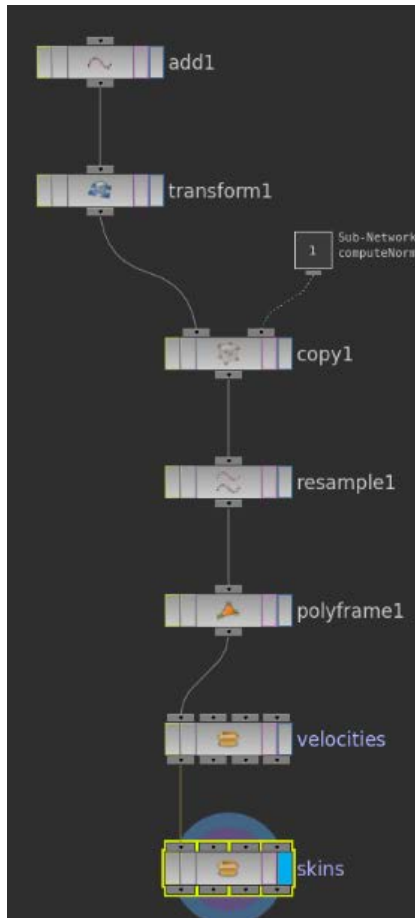 add1
transform1
1
Sub-Network
computeNorm
copy1
resample1
polyframe1
velocities
skins